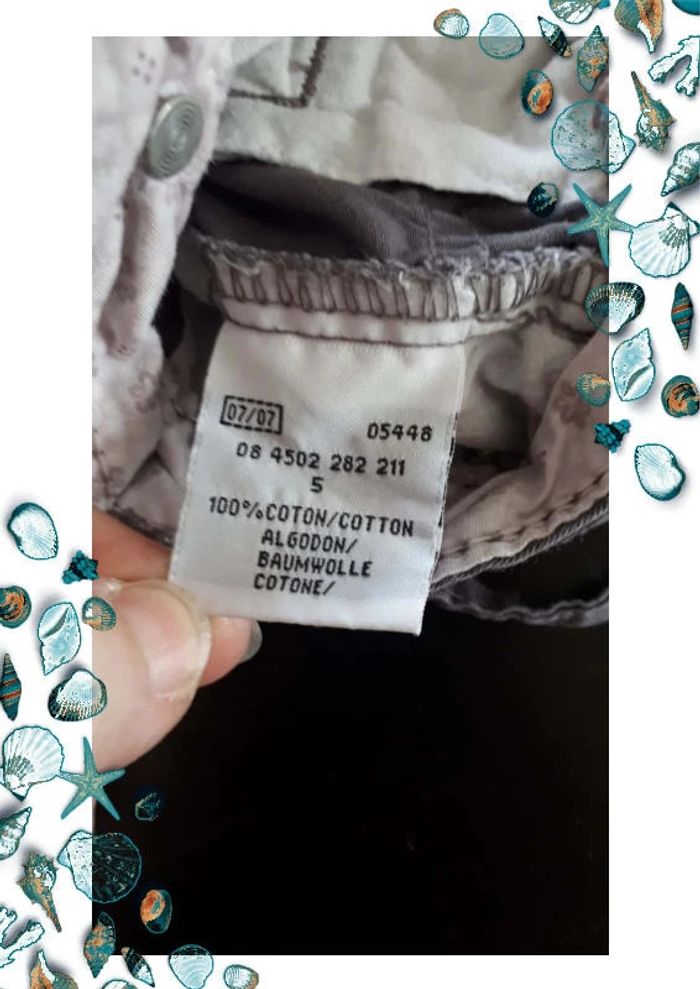 07/07
05448
08 4502 282 211
5
100%COTON/COTTON
ALGODON/
BAUMWOLLE
COTONE/